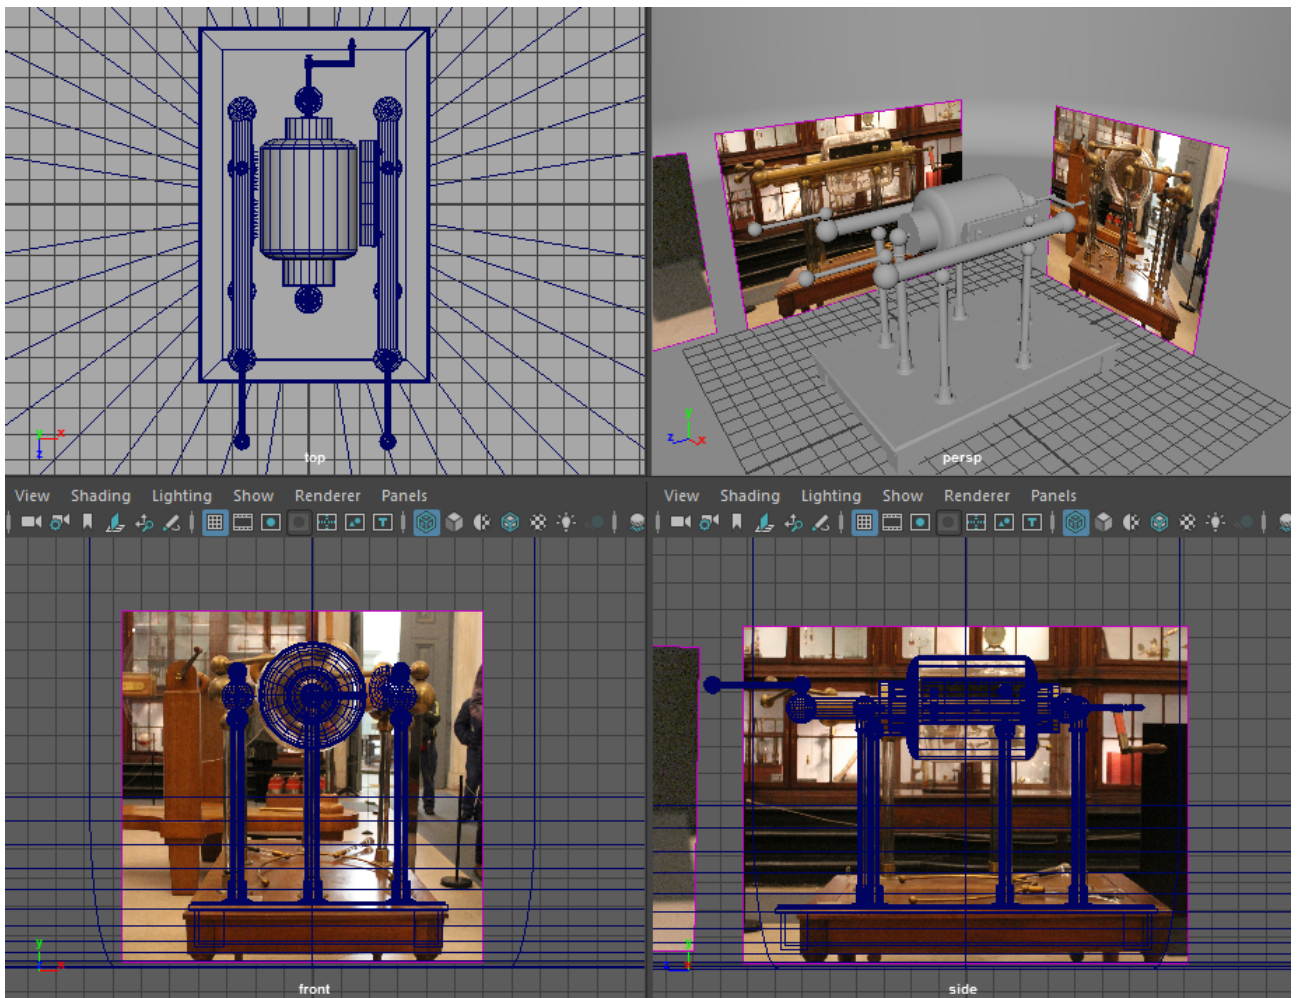 y x
z
top
y
z x
persp
View Shading Lighting Show Renderer Panels
View Shading Lighting Show Renderer Panels
y
x
front
y
side